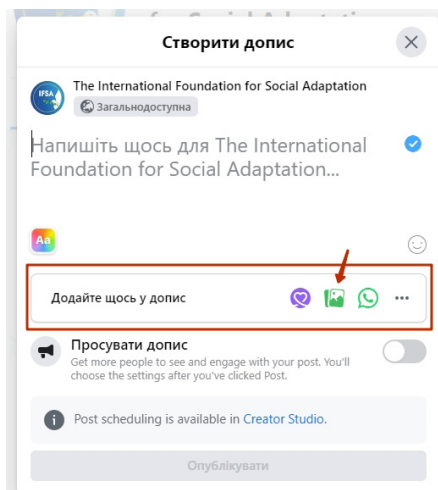 Створити допис
IFSA
The International Foundation for Social Adaptation
Загальнодоступна
Напишіть щось для The International
Foundation for Social Adaptation...
Aa
Додайте щось у допис
Просувати допис
Get more people to see and engage with your post. You'll
choose the settings after you've clicked Post.
Post scheduling is available in Creator Studio.
Опублікувати